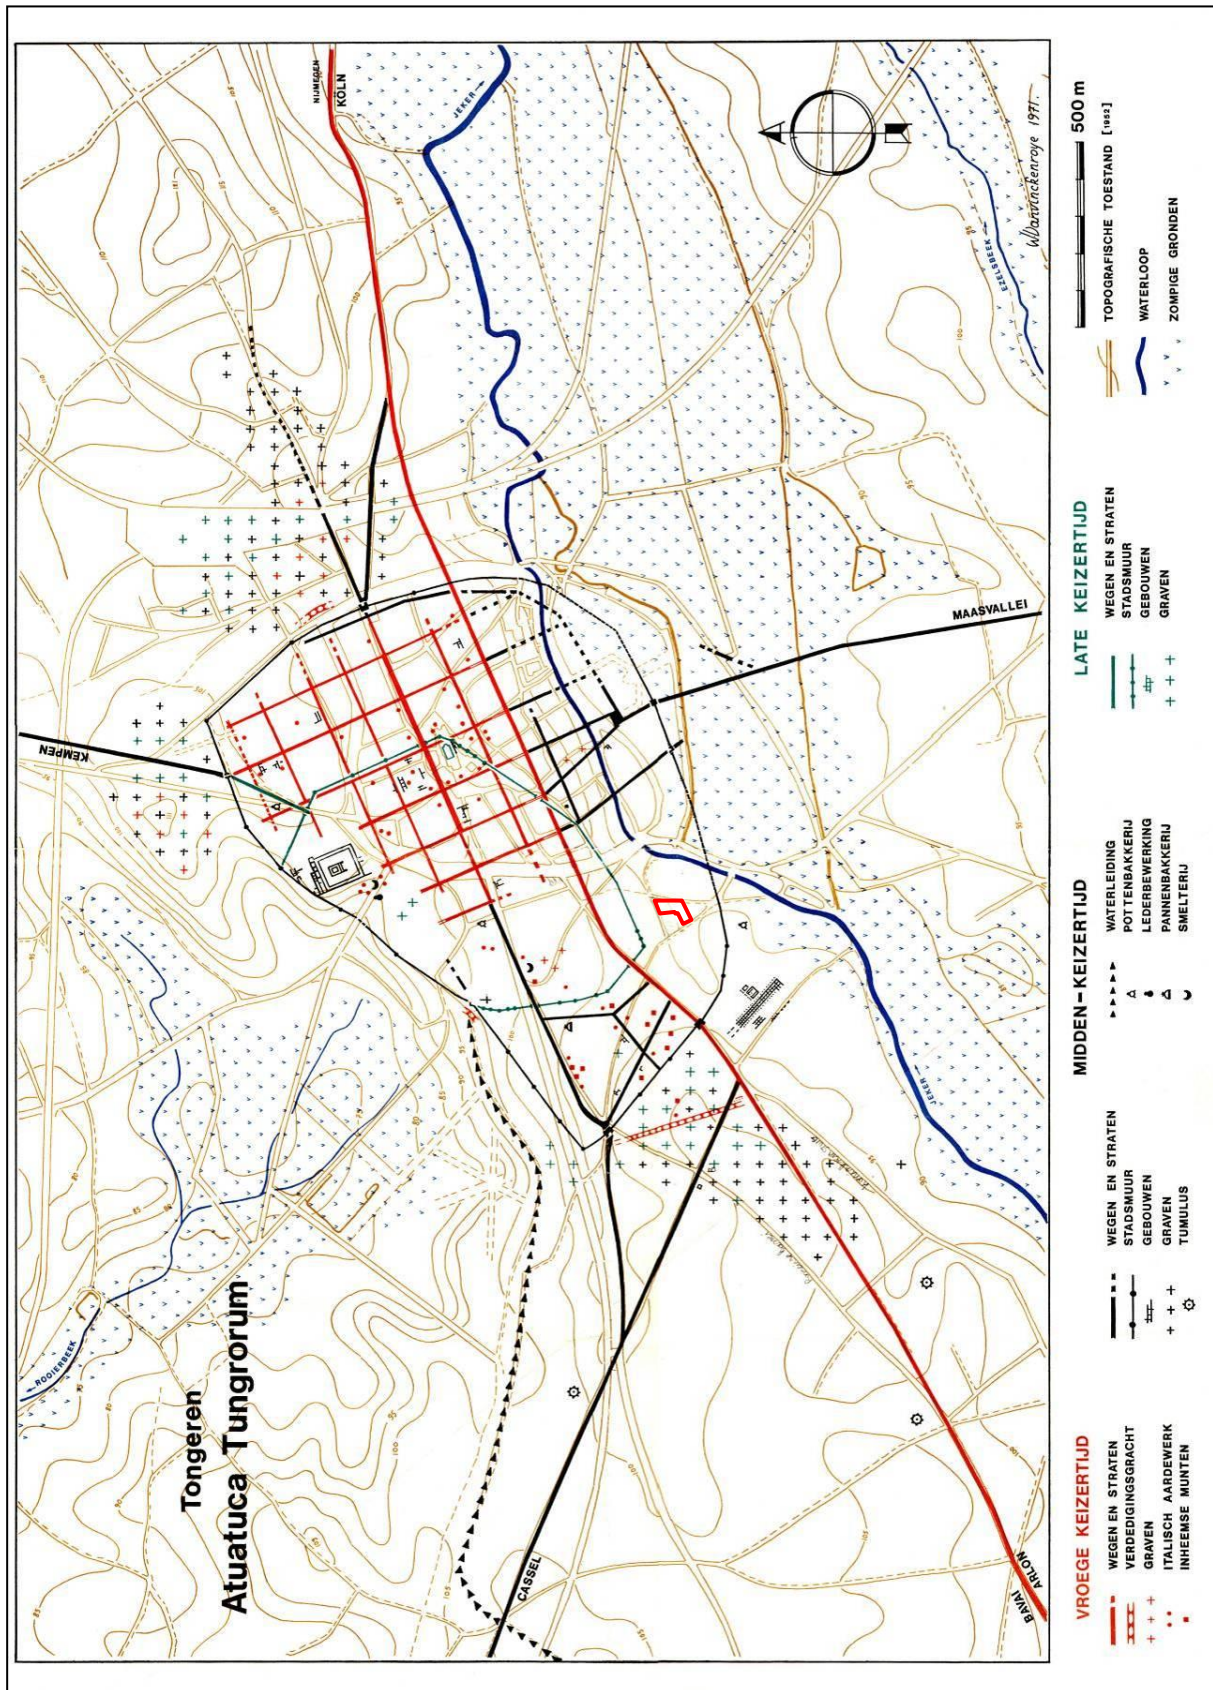 Tongeren
Atuatuca Tungrorum
ROOIERBEEK
KEMPEN
NIJMEGEN
KÖLN
JEKER
EZELSBEEK
MAASVALLEI
JEKER
CASSEL
BAVAI
ARLON
W.Vanvinckenroye 1971.
VROEGE KEIZERTIJD
WEGEN EN STRATEN
VERDEDIGINGSGRACHT
GRAVEN
ITALISCH AARDEWERK
INHEEMSE MUNTEN
MIDDEN-KEIZERTIJD
WEGEN EN STRATEN
STADSMUUR
GEBOUWEN
GRAVEN
TUMULUS
WATERLEIDING
POTTENBAKKERIJ
LEDERBEWERKING
PANNENBAKKERIJ
SMELTERIJ
LATE KEIZERTIJD
WEGEN EN STRATEN
STADSMUUR
GEBOUWEN
GRAVEN
500 m
TOPOGRAFISCHE TOESTAND [1952]
WATERLOOP
ZOMPIGE GRONDEN